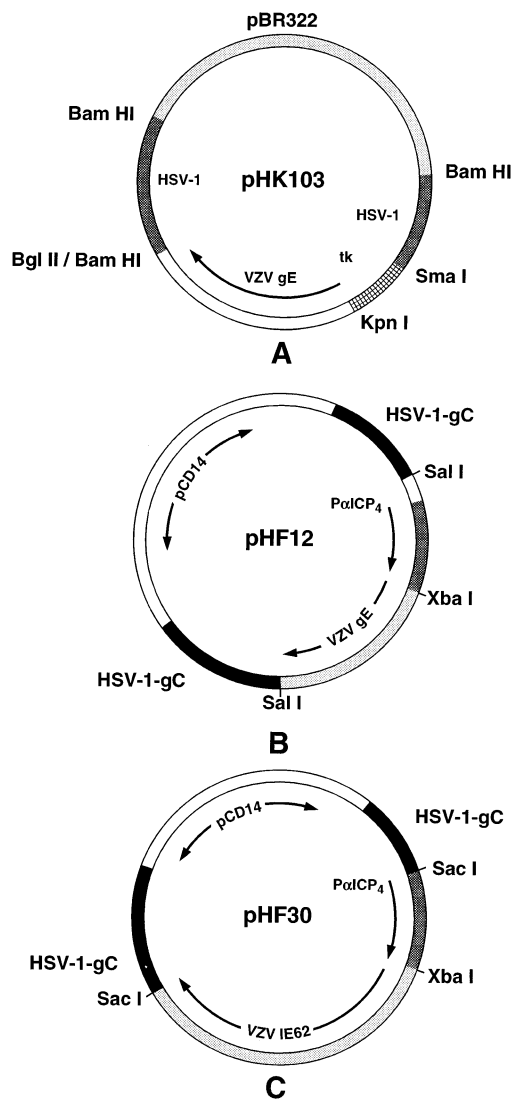 pBR322
Bam HI
HSV-1
pHK103
Bam HI
HSV-1
Bgl II / Bam HI
tk
VZV gE
Sma I
Kpn I
A
HSV-1-gC
pCD14
Sal I
PαICP4
pHF12
Xba I
VZV gE
HSV-1-gC
Sal I
B
pCD14
HSV-1-gC
Sac I
PαICP4
pHF30
HSV-1-gC
Xba I
Sac I
VZV IE62
C